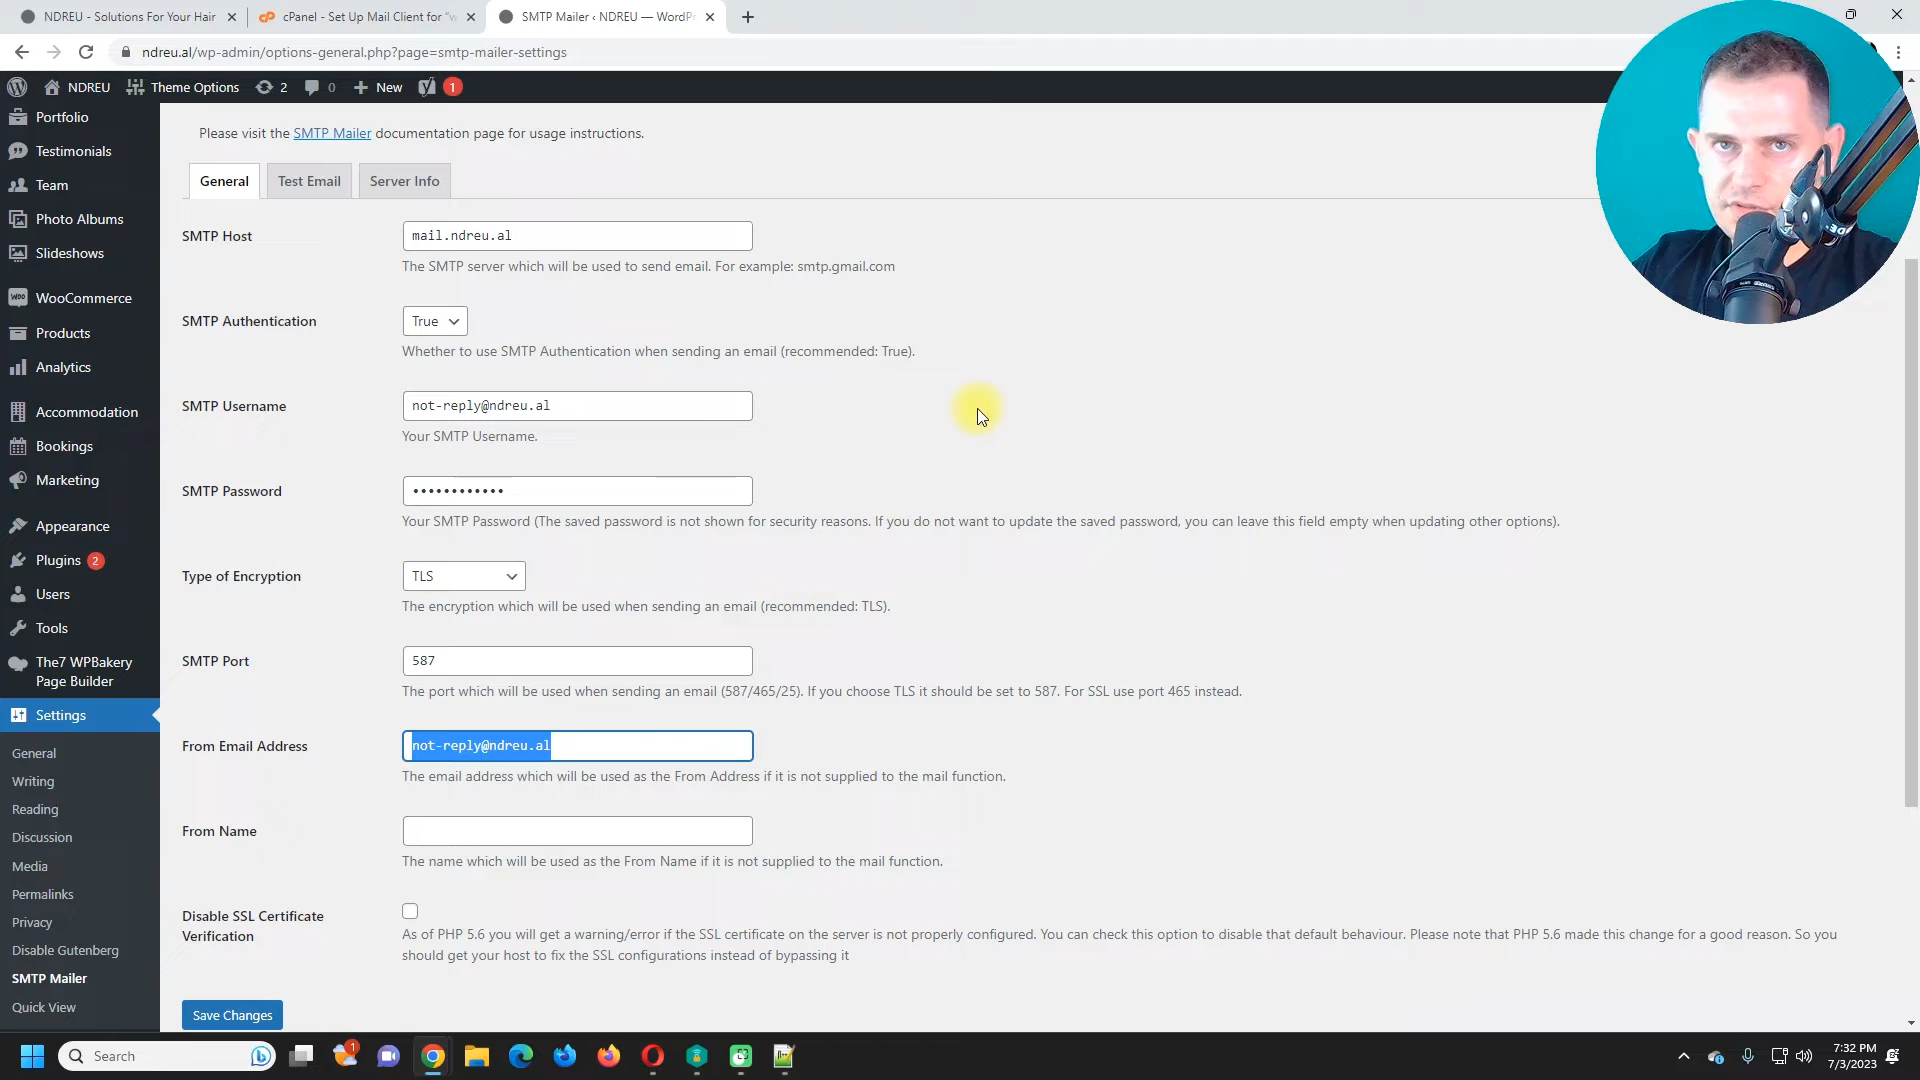 NDREU - Solutions For Your Hair
cPanel - Set Up Mail Client for "w
SMTP Mailer ‹ NDREU — WordPr
ndreu.al/wp-admin/options-general.php?page=smtp-mailer-settings
NDREU
Theme Options
2
0
New
1
Portfolio
Testimonials
Team
Photo Albums
Slideshows
WooCommerce
Products
Analytics
Accommodation
Bookings
Marketing
Appearance
Plugins 2
Users
Tools
The7 WPBakery
Page Builder
Settings
General
Writing
Reading
Discussion
Media
Permalinks
Privacy
Disable Gutenberg
SMTP Mailer
Quick View
Please visit the SMTP Mailer documentation page for usage instructions.
General
Test Email
Server Info
SMTP Host
mail.ndreu.al
The SMTP server which will be used to send email. For example: smtp.gmail.com
SMTP Authentication
True
Whether to use SMTP Authentication when sending an email (recommended: True).
SMTP Username
not-reply@ndreu.al
Your SMTP Username.
SMTP Password
••••••••••••
Your SMTP Password (The saved password is not shown for security reasons. If you do not want to update the saved password, you can leave this field empty when updating other options).
Type of Encryption
TLS
The encryption which will be used when sending an email (recommended: TLS).
SMTP Port
587
The port which will be used when sending an email (587/465/25). If you choose TLS it should be set to 587. For SSL use port 465 instead.
From Email Address
not-reply@ndreu.al
The email address which will be used as the From Address if it is not supplied to the mail function.
From Name
The name which will be used as the From Name if it is not supplied to the mail function.
Disable SSL Certificate
Verification
As of PHP 5.6 you will get a warning/error if the SSL certificate on the server is not properly configured. You can check this option to disable that default behaviour. Please note that PHP 5.6 made this change for a good reason. So you
should get your host to fix the SSL configurations instead of bypassing it
Save Changes
Search
1
7:32 PM
7/3/2023